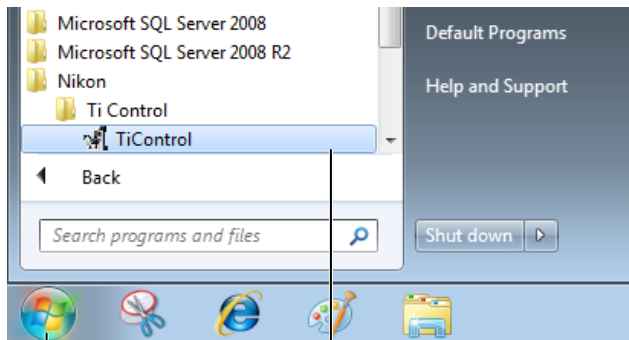 Microsoft SQL Server 2008
Microsoft SQL Server 2008 R2
Nikon
Ti Control
TiControl
Back
Search programs and files
Default Programs
Help and Support
Shut down